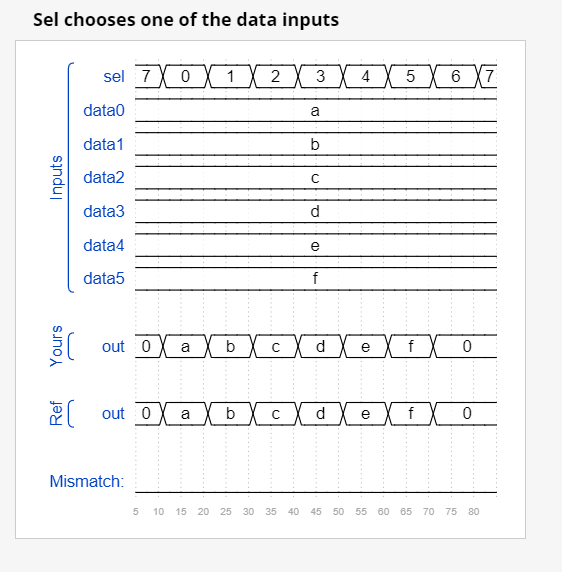 Sel chooses one of the data inputs
Inputs
sel 7 0 1 2 3 4 5 6 7
data0 a
data1 b
data2 c
data3 d
data4 e
data5 f
Yours
out 0 a b c d e f 0
Ref
out 0 a b c d e f 0
Mismatch:
5 10 15 20 25 30 35 40 45 50 55 60 65 70 75 80